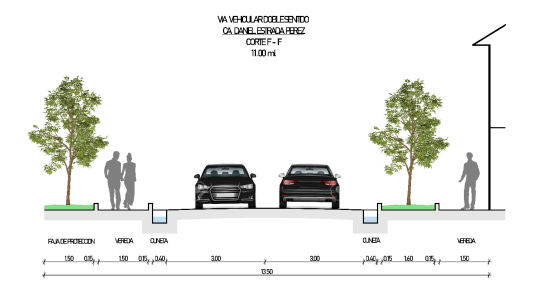 VIA VEHICULAR DOBLE SENTIDO
CA. DANIEL ESTRADA PEREZ
CORTE F - F
11.00 ml.
FAJA DE PROTECCION VEREDA CUNETA CUNETA VEREDA
1.50 0.15 1.50 0.15 0.40 3.00 3.00 0.40 0.15 1.60 0.15 1.50
13.50